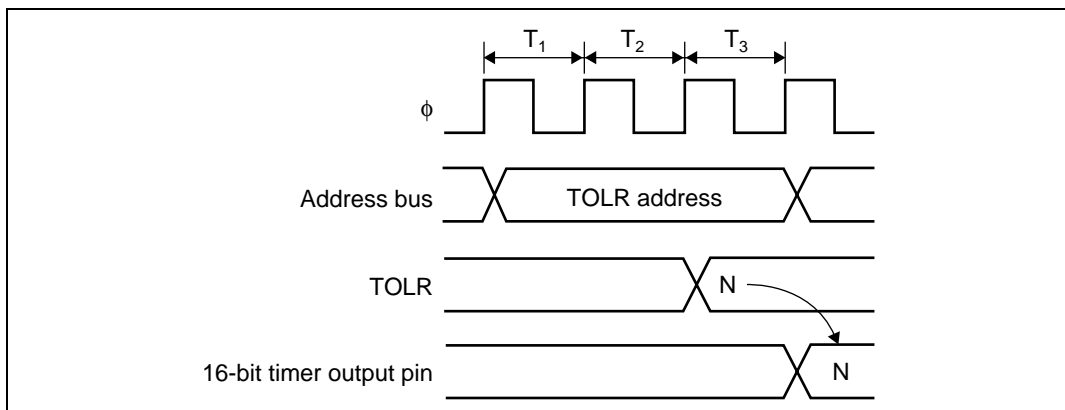 T1 T2 T3
φ
Address bus TOLR address
TOLR N
16-bit timer output pin N